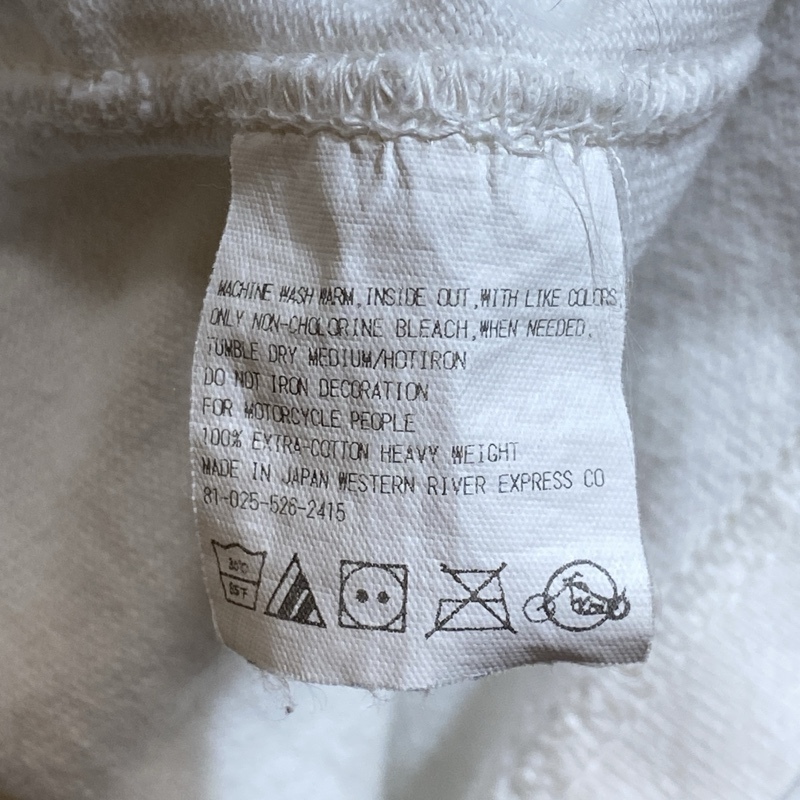 MACHINE WASH WARM, INSIDE OUT, WITH LIKE COLORS
ONLY NON-CHOLORINE BLEACH, WHEN NEEDED.
TUMBLE DRY MEDIUM/HOTIRON
DO NOT IRON DECORATION
FOR MOTORCYCLE PEOPLE
100% EXTRA-COTTON HEAVY WEIGHT
MADE IN JAPAN WESTERN RIVER EXPRESS CO
81-025-526-2415
30℃
85°F